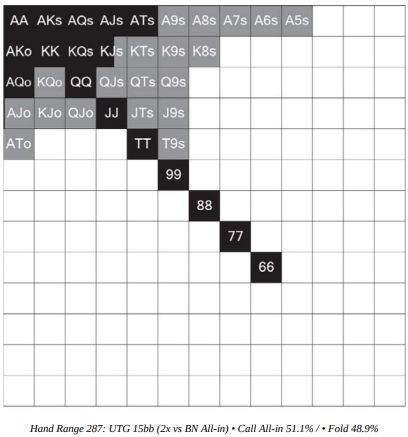 AA AKs AQs AJs ATs A9s A8s A7s A6s A5s
AKo KK KQs KJs KTs K9s K8s
AQo KQo QQ QJs QTs Q9s
AJo KJo QJo JJ JTs J9s
ATo TT T9s
99
88
77
66
Hand Range 287: UTG 15bb (2x vs BN All-in) • Call All-in 51.1% / • Fold 48.9%